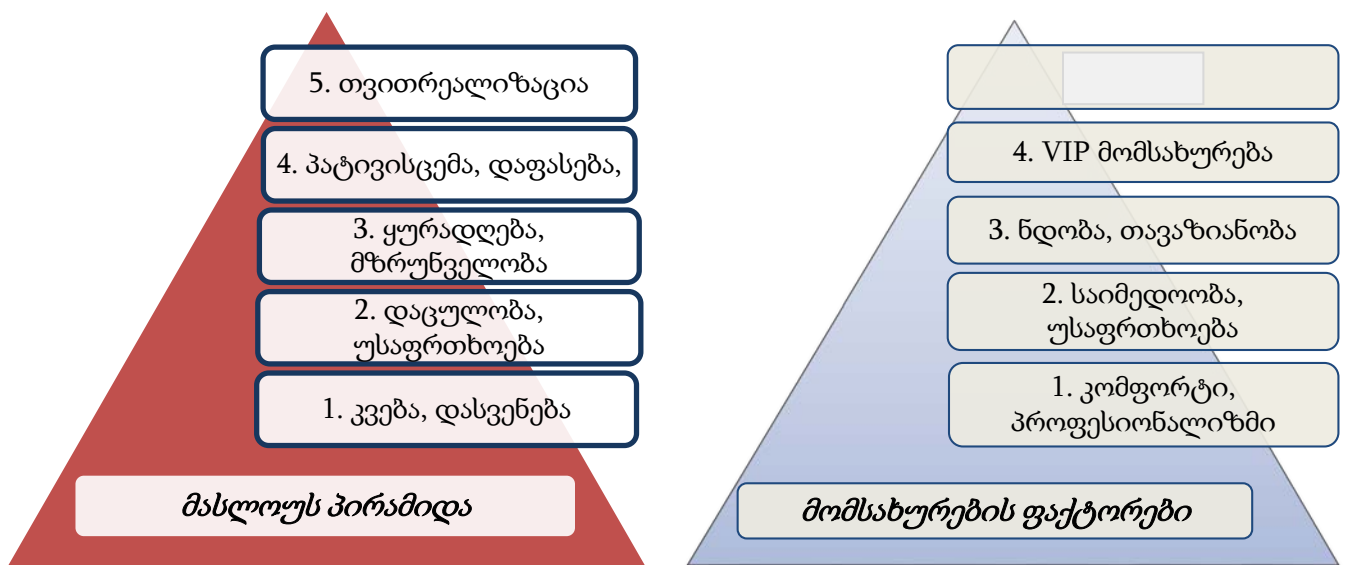 5. თვითრეალიზაცია
4. პატივისცემა, დაფასება,
3. ყურადღება,
მზრუნველობა
2. დაცულობა,
უსაფრთხოება
1. კვება, დასვენება
მასლოუს პირამიდა
4. VIP მომსახურება
3. ნდობა, თავაზიანობა
2. საიმედოობა,
უსაფრთხოება
1. კომფორტი,
პროფესიონალიზმი
მომსახურების ფაქტორები